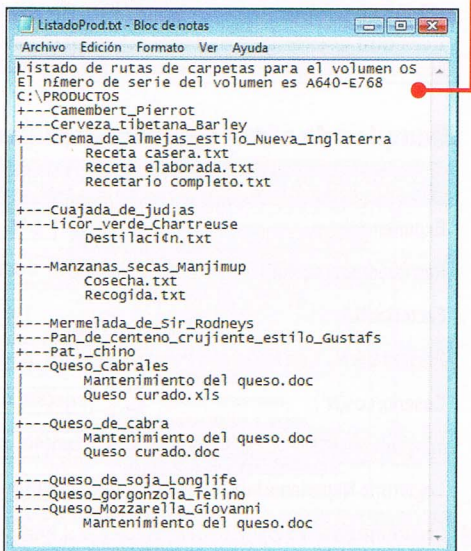 ListadoProd.txt - Bloc de notas
Archivo Edición Formato Ver Ayuda
Listado de rutas de carpetas para el volumen OS
El n£mero de serie del volumen es A640-E768
C:\PRODUCTOS
+---Camembert_Pierrot
+---Cerveza_tibetana_Barley
+---Crema_de_almejas_estilo_Nueva_Inglaterra
|       Receta casera.txt
|       Receta elaborada.txt
|       Recetario completo.txt
|
+---Cuajada_de_jud¡as
+---Licor_verde_Chartreuse
|       Destilaci¢n.txt
|
+---Manzanas_secas_Manjimup
|       Cosecha.txt
|       Recogida.txt
|
+---Mermelada_de_Sir_Rodneys
+---Pan_de_centeno_crujiente_estilo_Gustafs
+---Pat‚_chino
+---Queso_Cabrales
|       Mantenimiento del queso.doc
|       Queso curado.xls
|
+---Queso_de_cabra
|       Mantenimiento del queso.doc
|       Queso curado.doc
|
+---Queso_de_soja_Longlife
+---Queso_gorgonzola_Telino
+---Queso_Mozzarella_Giovanni
|       Mantenimiento del queso.doc
|